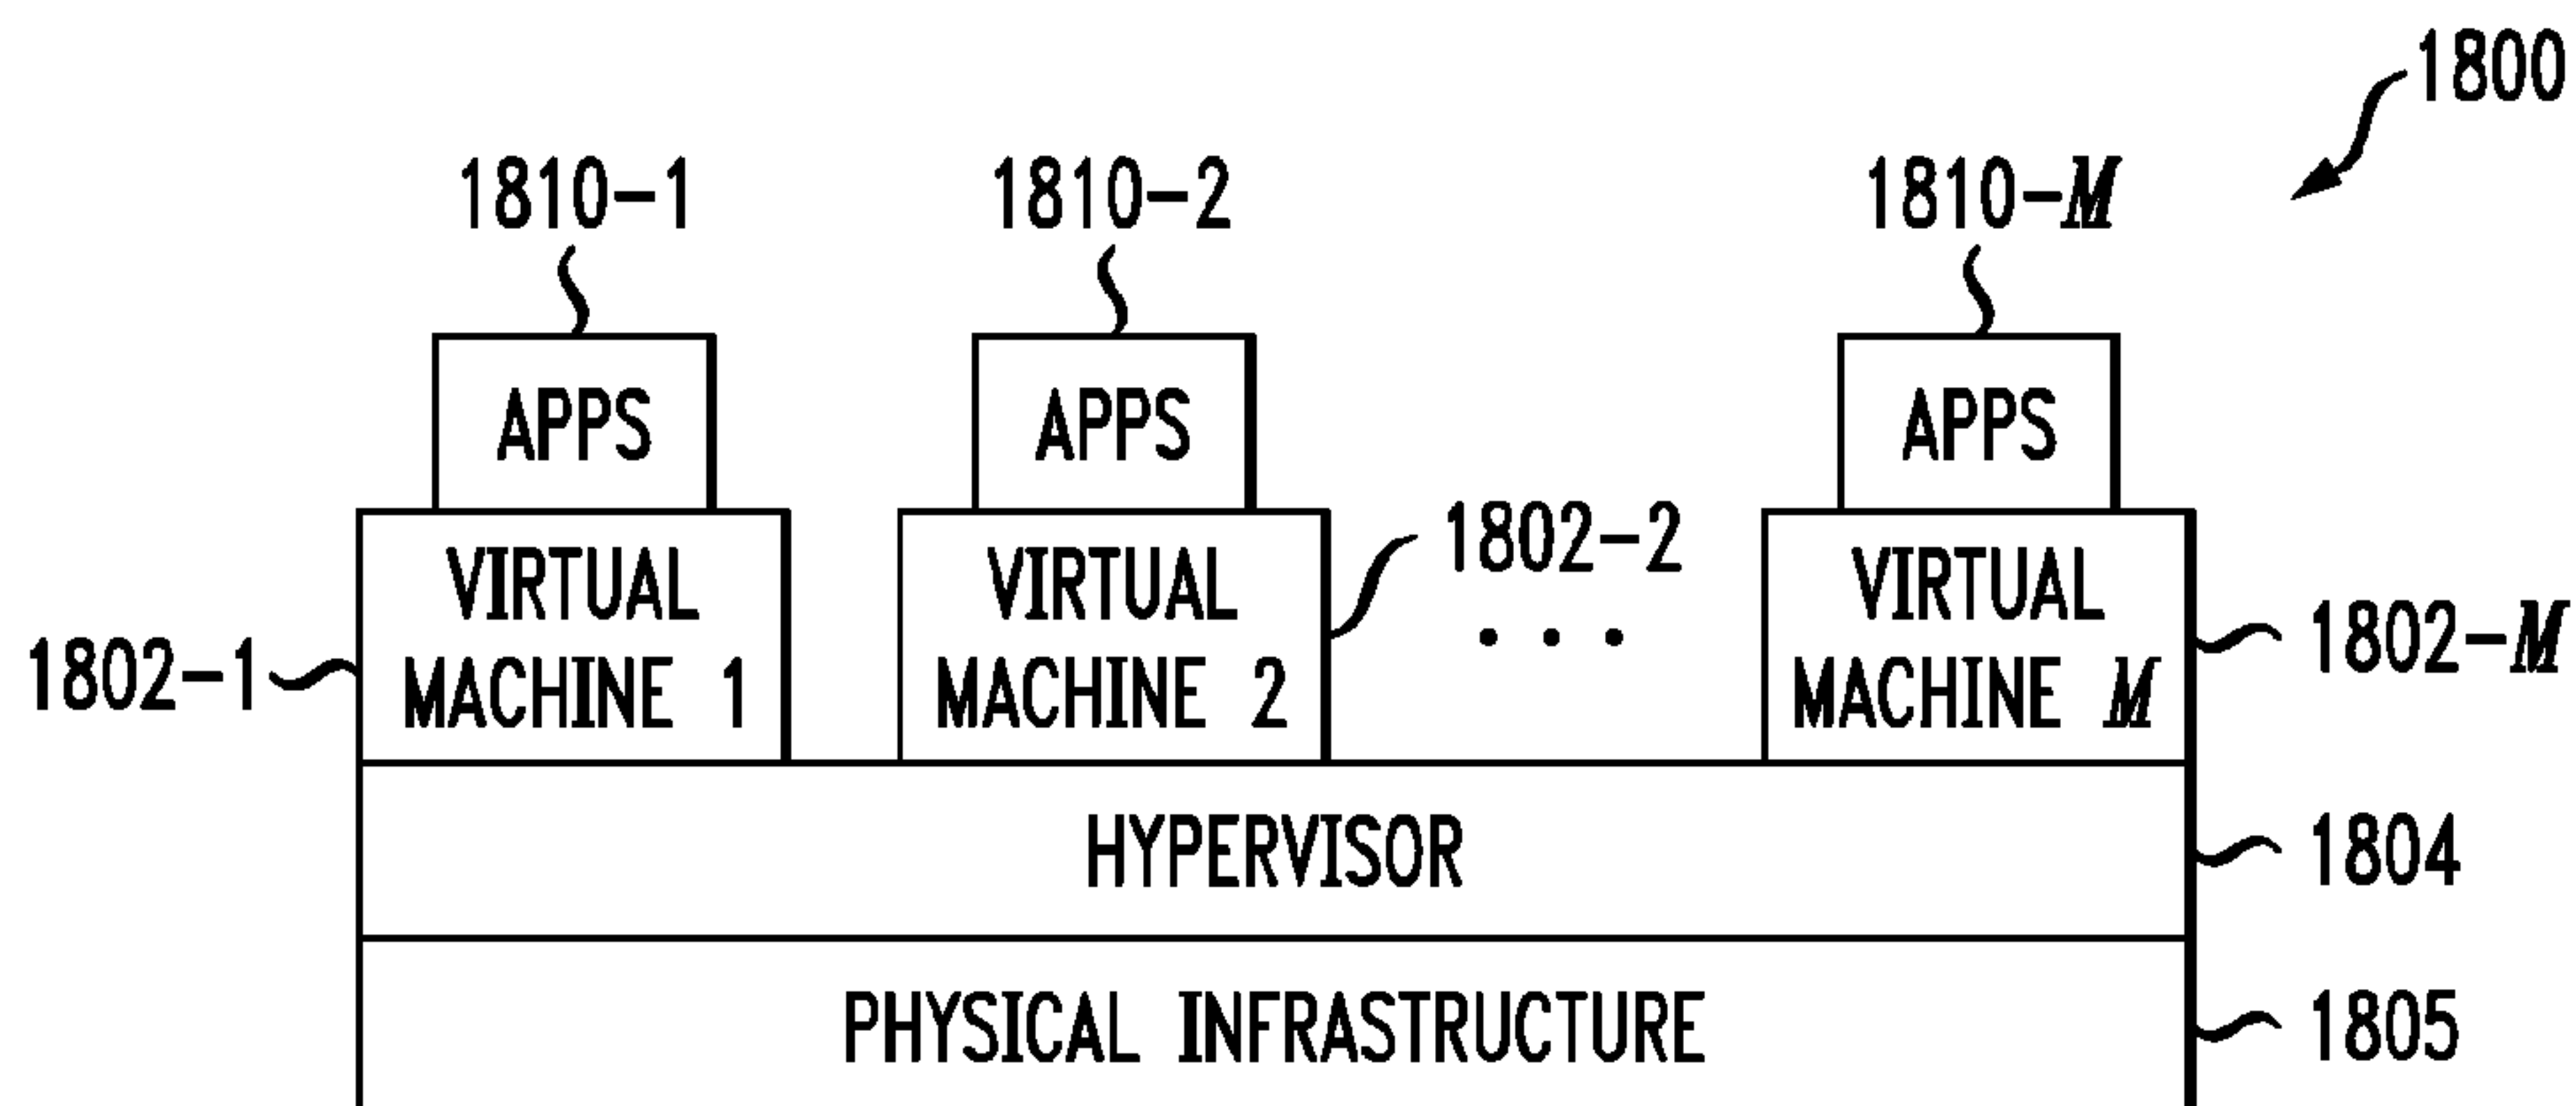 1800
1810-1
1810-2
1810-M
APPS
APPS
APPS
VIRTUAL
MACHINE 1
VIRTUAL
MACHINE 2
VIRTUAL
MACHINE M
1802-1
1802-2
. . .
1802-M
HYPERVISOR
1804
PHYSICAL INFRASTRUCTURE
1805